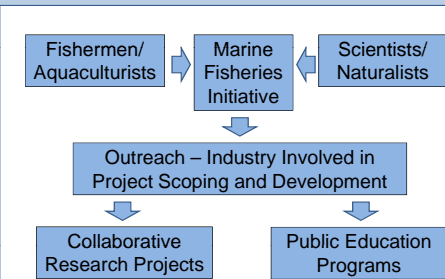 Fishermen/
Aquaculturists
Marine
Fisheries
Initiative
Scientists/
Naturalists
Outreach – Industry Involved in
Project Scoping and Development
Collaborative
Research Projects
Public Education
Programs